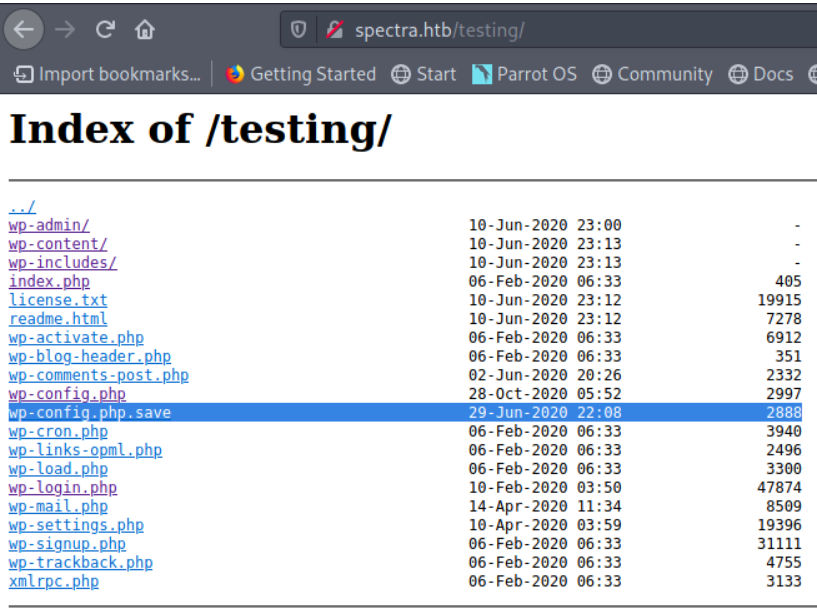 spectra.htb/testing/
Import bookmarks... Getting Started Start Parrot OS Community Docs
Index of /testing/
../
wp-admin/ 10-Jun-2020 23:00 -
wp-content/ 10-Jun-2020 23:13 -
wp-includes/ 10-Jun-2020 23:13 -
index.php 06-Feb-2020 06:33 405
license.txt 10-Jun-2020 23:12 19915
readme.html 10-Jun-2020 23:12 7278
wp-activate.php 06-Feb-2020 06:33 6912
wp-blog-header.php 06-Feb-2020 06:33 351
wp-comments-post.php 02-Jun-2020 20:26 2332
wp-config.php 28-Oct-2020 05:52 2997
wp-config.php.save 29-Jun-2020 22:08 2888
wp-cron.php 06-Feb-2020 06:33 3940
wp-links-opml.php 06-Feb-2020 06:33 2496
wp-load.php 06-Feb-2020 06:33 3300
wp-login.php 10-Feb-2020 03:50 47874
wp-mail.php 14-Apr-2020 11:34 8509
wp-settings.php 10-Apr-2020 03:59 19396
wp-signup.php 06-Feb-2020 06:33 31111
wp-trackback.php 06-Feb-2020 06:33 4755
xmlrpc.php 06-Feb-2020 06:33 3133